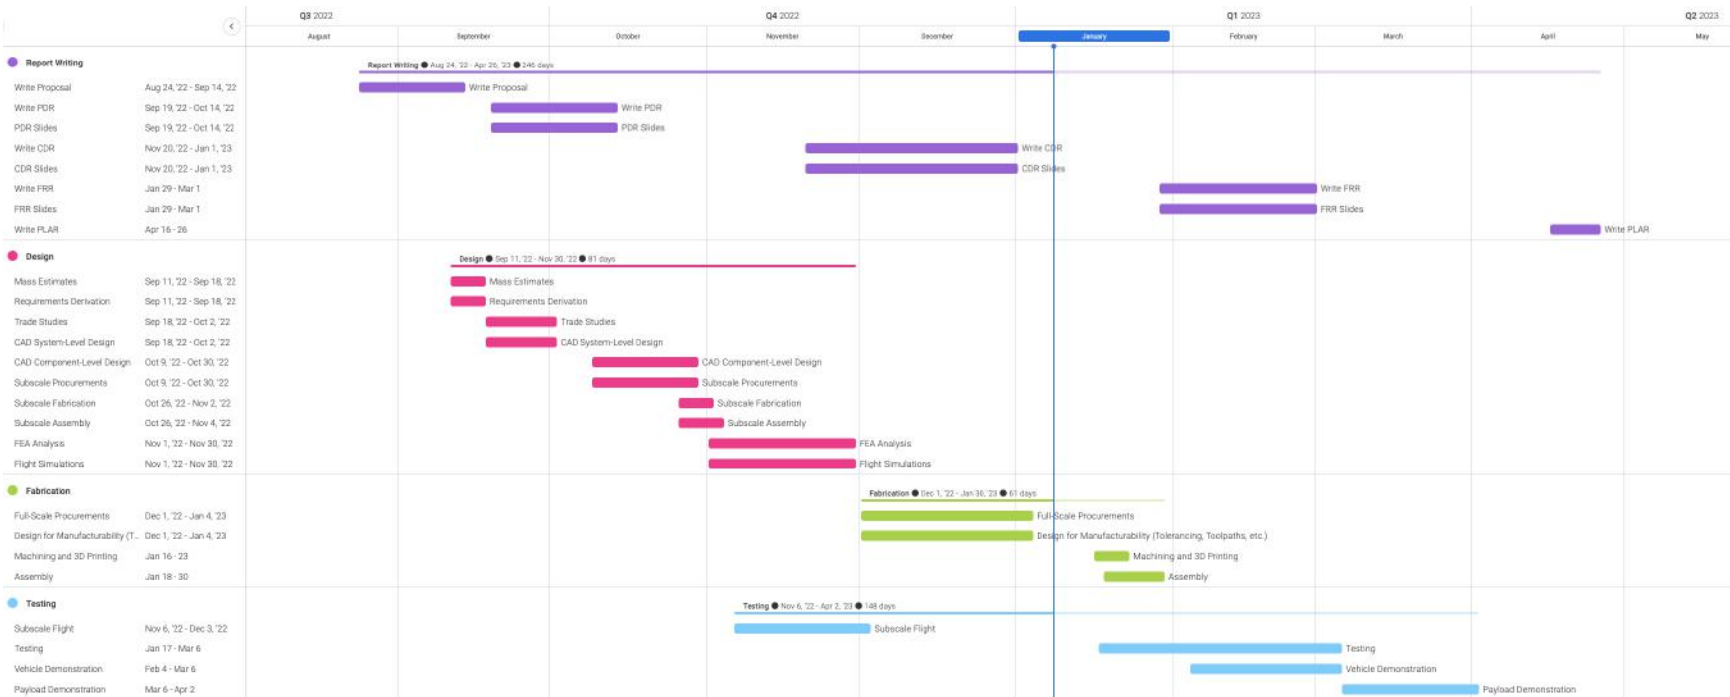 Q3 2022 Q4 2022 Q1 2023 Q2 2023
August September October November December January February March April May
Report Writing Report Writing ● Aug 24, '22 - Apr 26, '23 ● 246 days
Write Proposal Aug 24, '22 - Sep 14, '22 Write Proposal
Write PDR Sep 19, '22 - Oct 14, '22 Write PDR
PDR Slides Sep 19, '22 - Oct 14, '22 PDR Slides
Write CDR Nov 20, '22 - Jan 1, '23 Write CDR
CDR Slides Nov 20, '22 - Jan 1, '23 CDR Slides
Write FRR Jan 29 - Mar 1 Write FRR
FRR Slides Jan 29 - Mar 1 FRR Slides
Write PLAR Apr 16 - 26 Write PLAR
Design Design ● Sep 11, '22 - Nov 30, '22 ● 81 days
Mass Estimates Sep 11, '22 - Sep 18, '22 Mass Estimates
Requirements Derivation Sep 11, '22 - Sep 18, '22 Requirements Derivation
Trade Studies Sep 18, '22 - Oct 2, '22 Trade Studies
CAD System-Level Design Sep 18, '22 - Oct 2, '22 CAD System-Level Design
CAD Component-Level Design Oct 9, '22 - Oct 30, '22 CAD Component-Level Design
Subscale Procurements Oct 9, '22 - Oct 30, '22 Subscale Procurements
Subscale Fabrication Oct 26, '22 - Nov 2, '22 Subscale Fabrication
Subscale Assembly Oct 26, '22 - Nov 4, '22 Subscale Assembly
FEA Analysis Nov 1, '22 - Nov 30, '22 FEA Analysis
Flight Simulations Nov 1, '22 - Nov 30, '22 Flight Simulations
Fabrication Fabrication ● Dec 1, '22 - Jan 30, '23 ● 61 days
Full-Scale Procurements Dec 1, '22 - Jan 4, '23 Full-Scale Procurements
Design for Manufacturability (T... Dec 1, '22 - Jan 4, '23 Design for Manufacturability (Tolerancing, Toolpaths, etc.)
Machining and 3D Printing Jan 16 - 23 Machining and 3D Printing
Assembly Jan 18 - 30 Assembly
Testing Testing ● Nov 6, '22 - Apr 2, '23 ● 148 days
Subscale Flight Nov 6, '22 - Dec 3, '22 Subscale Flight
Testing Jan 17 - Mar 6 Testing
Vehicle Demonstration Feb 4 - Mar 6 Vehicle Demonstration
Payload Demonstration Mar 6 - Apr 2 Payload Demonstration